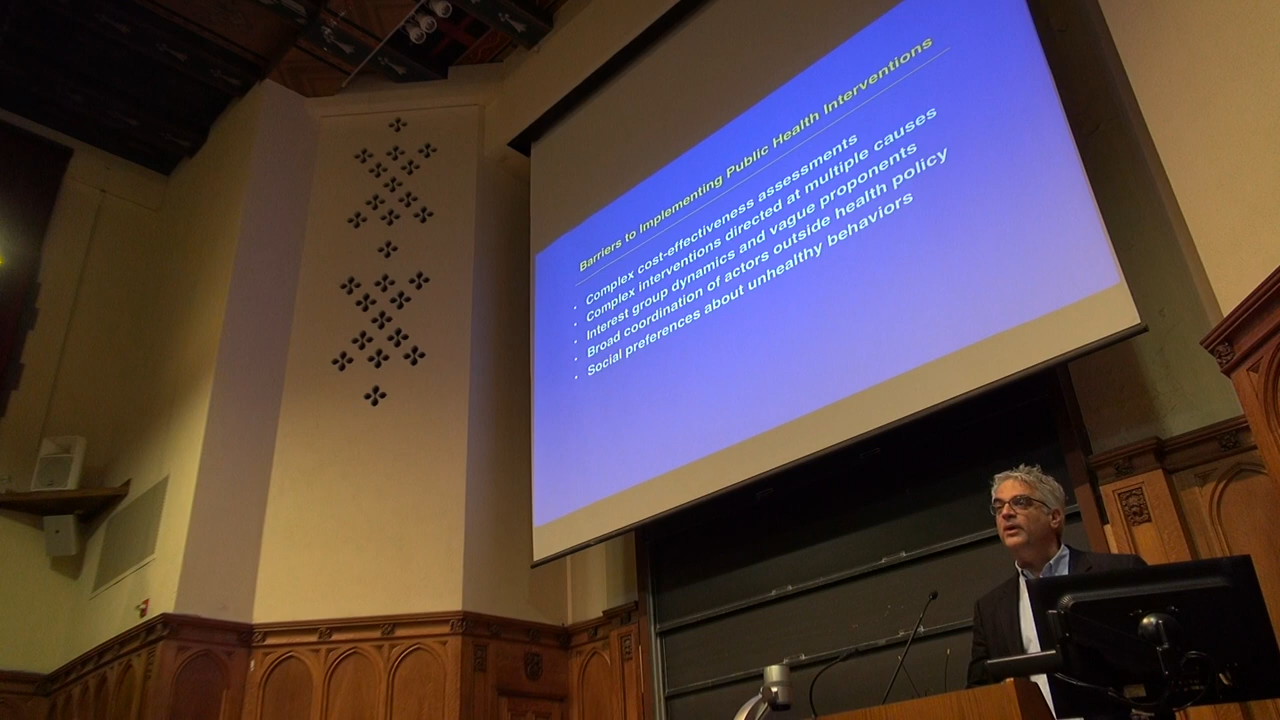 Barriers to Implementing Public Health Interventions
• Complex cost-effectiveness assessments
• Complex interventions directed at multiple causes
• Interest group dynamics and vague proponents
• Broad coordination of actors outside health policy
• Social preferences about unhealthy behaviors